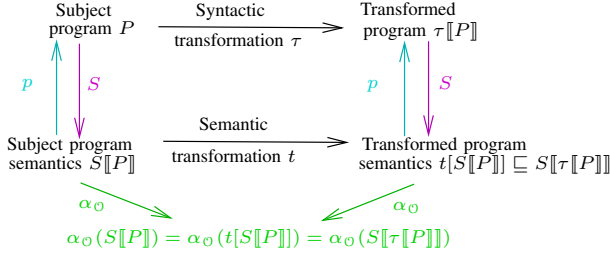 Subject program P
Syntactic transformation τ
Transformed program τ⟦P⟧
p
S
p
S
Subject program semantics S⟦P⟧
Semantic transformation t
Transformed program semantics t[S⟦P⟧] ⊑ S⟦τ⟦P⟧⟧
α𝒪
α𝒪
α𝒪(S⟦P⟧) = α𝒪(t[S⟦P⟧]) = α𝒪(S⟦τ⟦P⟧⟧)